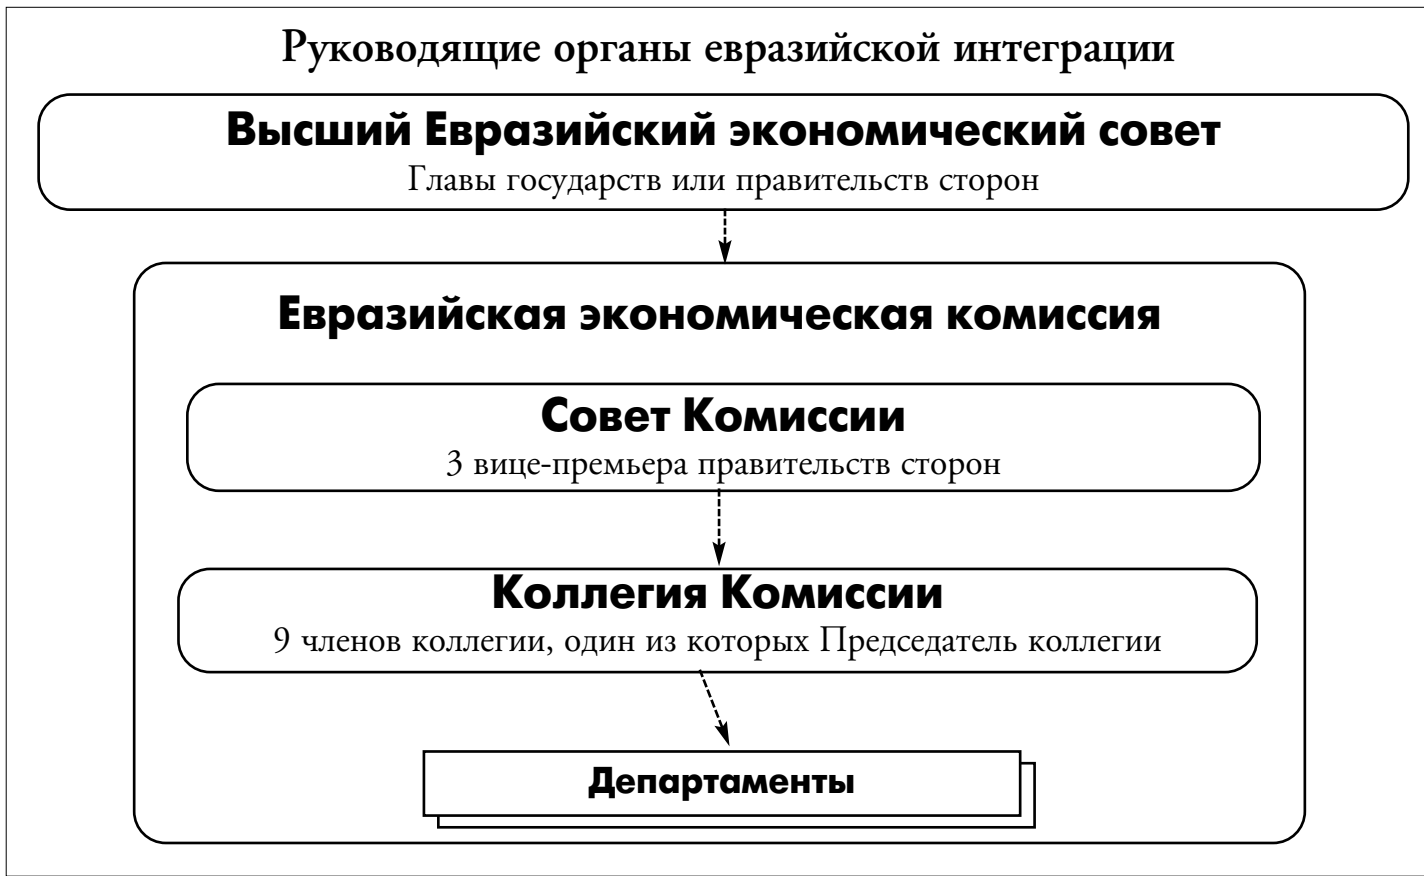 Руководящие органы евразийской интеграции
Высший Евразийский экономический совет
Главы государств или правительств сторон
Евразийская экономическая комиссия
Совет Комиссии
3 вице-премьера правительств сторон
Коллегия Комиссии
9 членов коллегии, один из которых Председатель коллегии
Департаменты